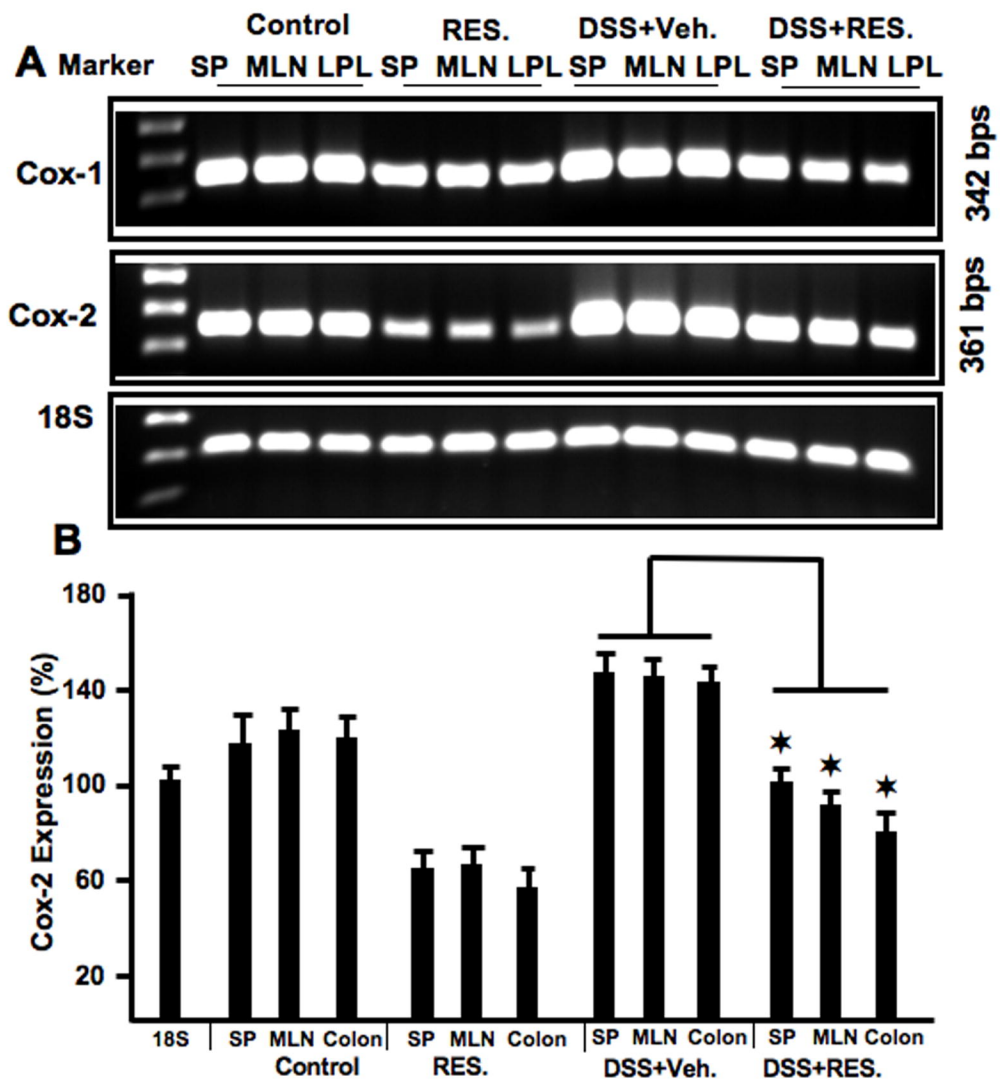 Control RES. DSS+Veh. DSS+RES.
A Marker SP MLN LPL SP MLN LPL SP MLN LPL SP MLN LPL
Cox-1
342 bps
Cox-2
361 bps
18S
B
Cox-2 Expression (%)
180
140
100
60
20
18S SP MLN Colon SP MLN Colon SP MLN Colon SP MLN Colon
Control RES. DSS+Veh. DSS+RES.